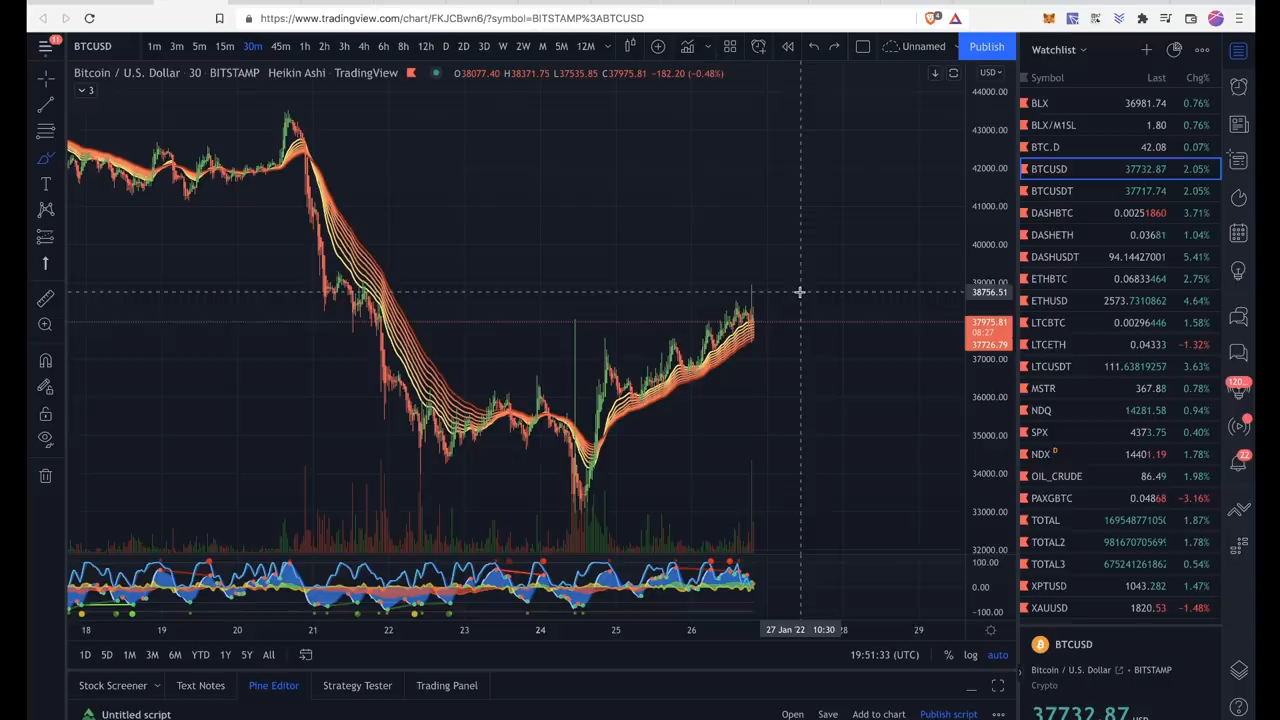 https://www.tradingview.com/chart/FKJCBwn6/?symbol=BITSTAMP%3ABTCUSD
4
11
BTCUSD 1m 3m 5m 15m 30m 45m 1h 2h 3h 4h 6h 8h 12h D 2D 3D W 2W M 5M 12M Unnamed Publish
Bitcoin / U.S. Dollar · 30 · BITSTAMP Heikin Ashi · TradingView O38077.40 H38371.75 L37535.85 C37975.81 −182.20 (−0.48%) USD
3
44000.00
43000.00
42000.00
41000.00
40000.00
39000.00
38756.51
37975.81
08:27
37726.79
37000.00
36000.00
35000.00
34000.00
33000.00
32000.00
100.00
0.00
−100.00
18 19 20 21 22 23 24 25 26 27 Jan '22 10:30 28 29
1D 5D 1M 3M 6M YTD 1Y 5Y All 19:51:33 (UTC) % log auto
Stock Screener Text Notes Pine Editor Strategy Tester Trading Panel
Untitled script Open Save Add to chart Publish script
Watchlist
Symbol Last Chg%
BLX 36981.74 0.76%
BLX/M1SL 1.80 0.76%
BTC.D 42.08 0.07%
BTCUSD 37732.87 2.05%
BTCUSDT 37717.74 2.05%
DASHBTC 0.00251860 3.71%
DASHETH 0.03681 1.04%
DASHUSDT 94.14427001 5.41%
ETHBTC 0.06833464 2.75%
ETHUSD 2573.7310862 4.64%
LTCBTC 0.00296446 1.58%
LTCETH 0.04333 −1.32%
LTCUSDT 111.63819257 3.63%
MSTR 367.88 0.78%
NDQ 14281.58 0.94%
SPX 4373.75 0.40%
NDX D 14401.19 1.78%
OIL_CRUDE 86.49 1.98%
PAXGBTC 0.04868 −3.16%
TOTAL 1.87%
TOTAL2 1.78%
TOTAL3 0.54%
XPTUSD 1043.282 1.47%
XAUUSD 1820.53 −1.48%
BTCUSD
Bitcoin / U.S. Dollar · BITSTAMP
Crypto
37732.87 USD
120...
22